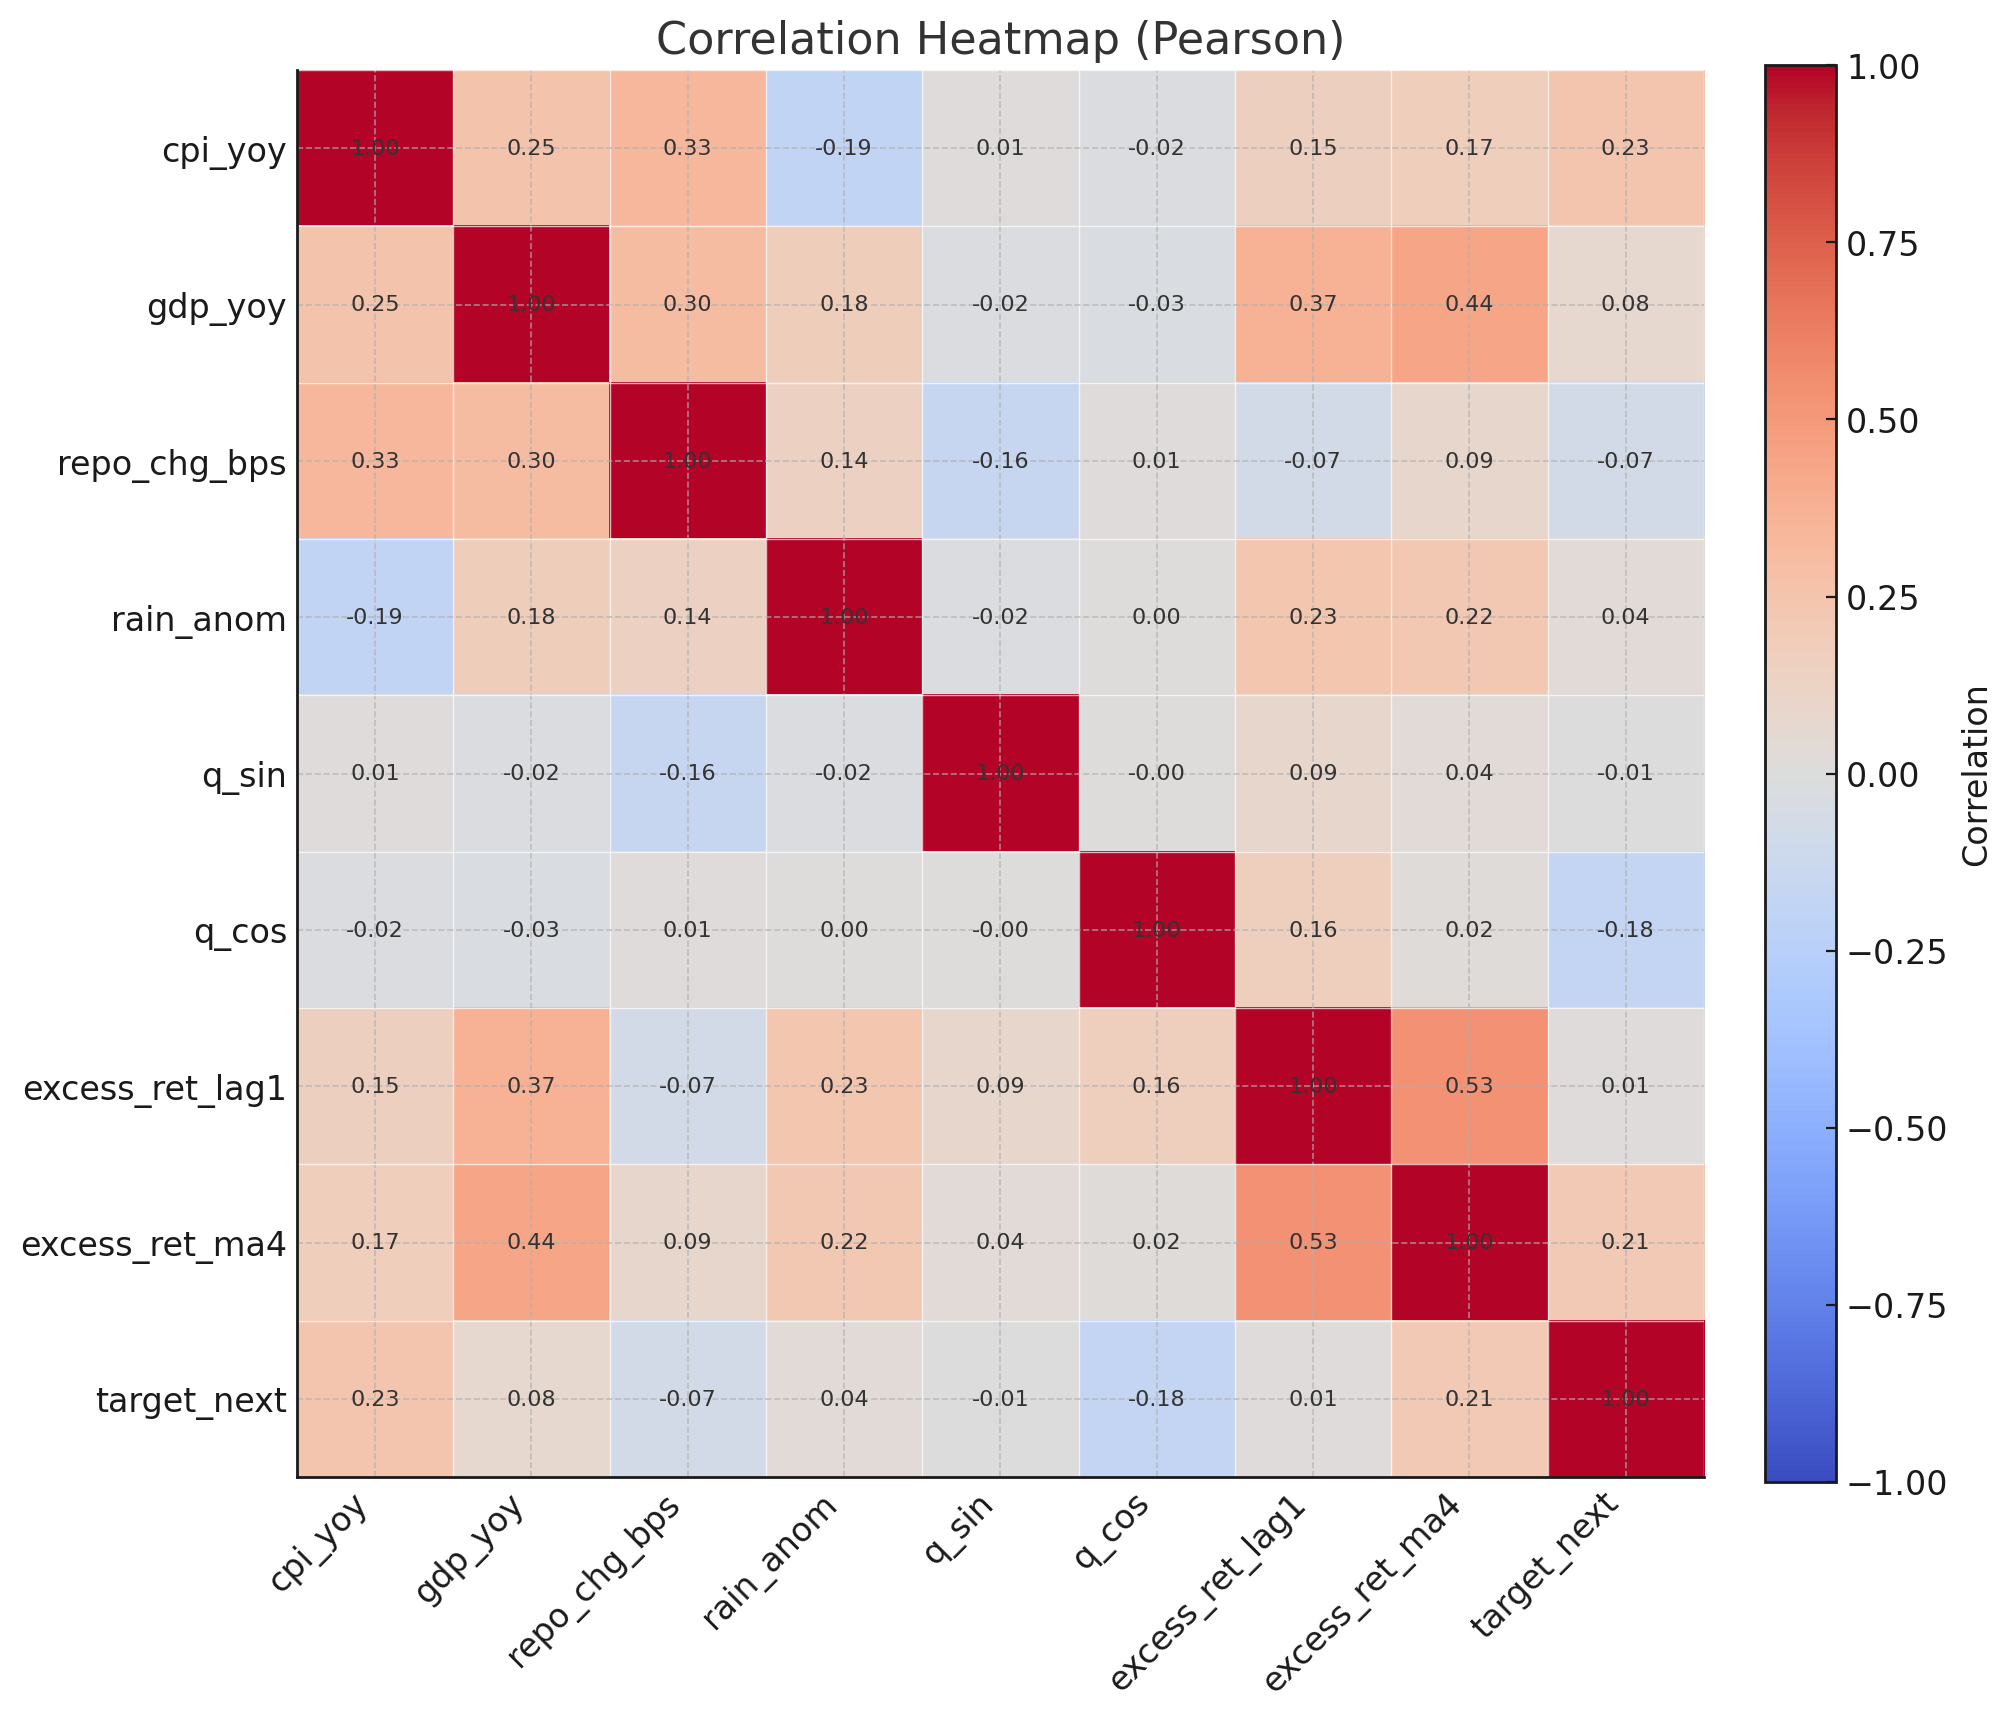 Correlation Heatmap (Pearson)
cpi_yoy 1.00 0.25 0.33 -0.19 0.01 -0.02 0.15 0.17 0.23
gdp_yoy 0.25 1.00 0.30 0.18 -0.02 -0.03 0.37 0.44 0.08
repo_chg_bps 0.33 0.30 1.00 0.14 -0.16 0.01 -0.07 0.09 -0.07
rain_anom -0.19 0.18 0.14 1.00 -0.02 0.00 0.23 0.22 0.04
q_sin 0.01 -0.02 -0.16 -0.02 1.00 -0.00 0.09 0.04 -0.01
q_cos -0.02 -0.03 0.01 0.00 -0.00 1.00 0.16 0.02 -0.18
excess_ret_lag1 0.15 0.37 -0.07 0.23 0.09 0.16 1.00 0.53 0.01
excess_ret_ma4 0.17 0.44 0.09 0.22 0.04 0.02 0.53 1.00 0.21
target_next 0.23 0.08 -0.07 0.04 -0.01 -0.18 0.01 0.21 1.00
cpi_yoy
gdp_yoy
repo_chg_bps
rain_anom
q_sin
q_cos
excess_ret_lag1
excess_ret_ma4
target_next
1.00
0.75
0.50
0.25
0.00
−0.25
−0.50
−0.75
−1.00
Correlation